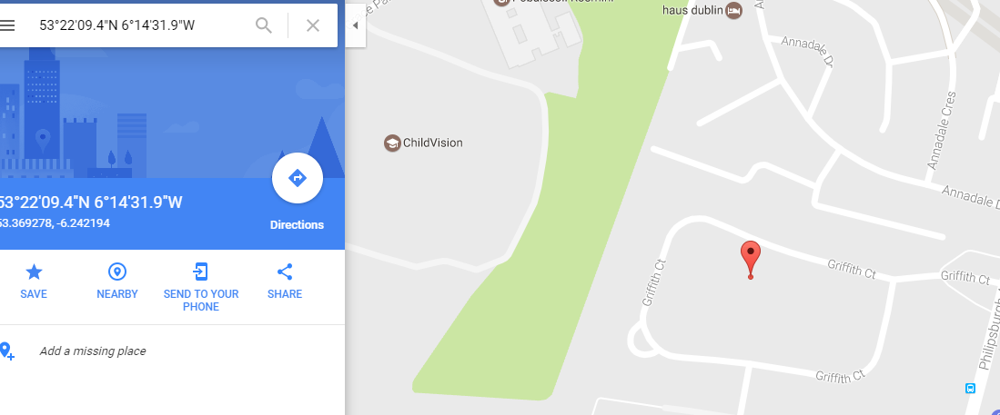 53°22'09.4"N 6°14'31.9"W
53°22'09.4"N 6°14'31.9"W
53.369278, -6.242194
Directions
SAVE
NEARBY
SEND TO YOUR
PHONE
SHARE
Add a missing place
haus dublin
Annadale Dr
ChildVision
Annadale Cres
Annadale D
Griffith Ct
Griffith Ct
Griffith Ct
Griffith Ct
Philipsburgh